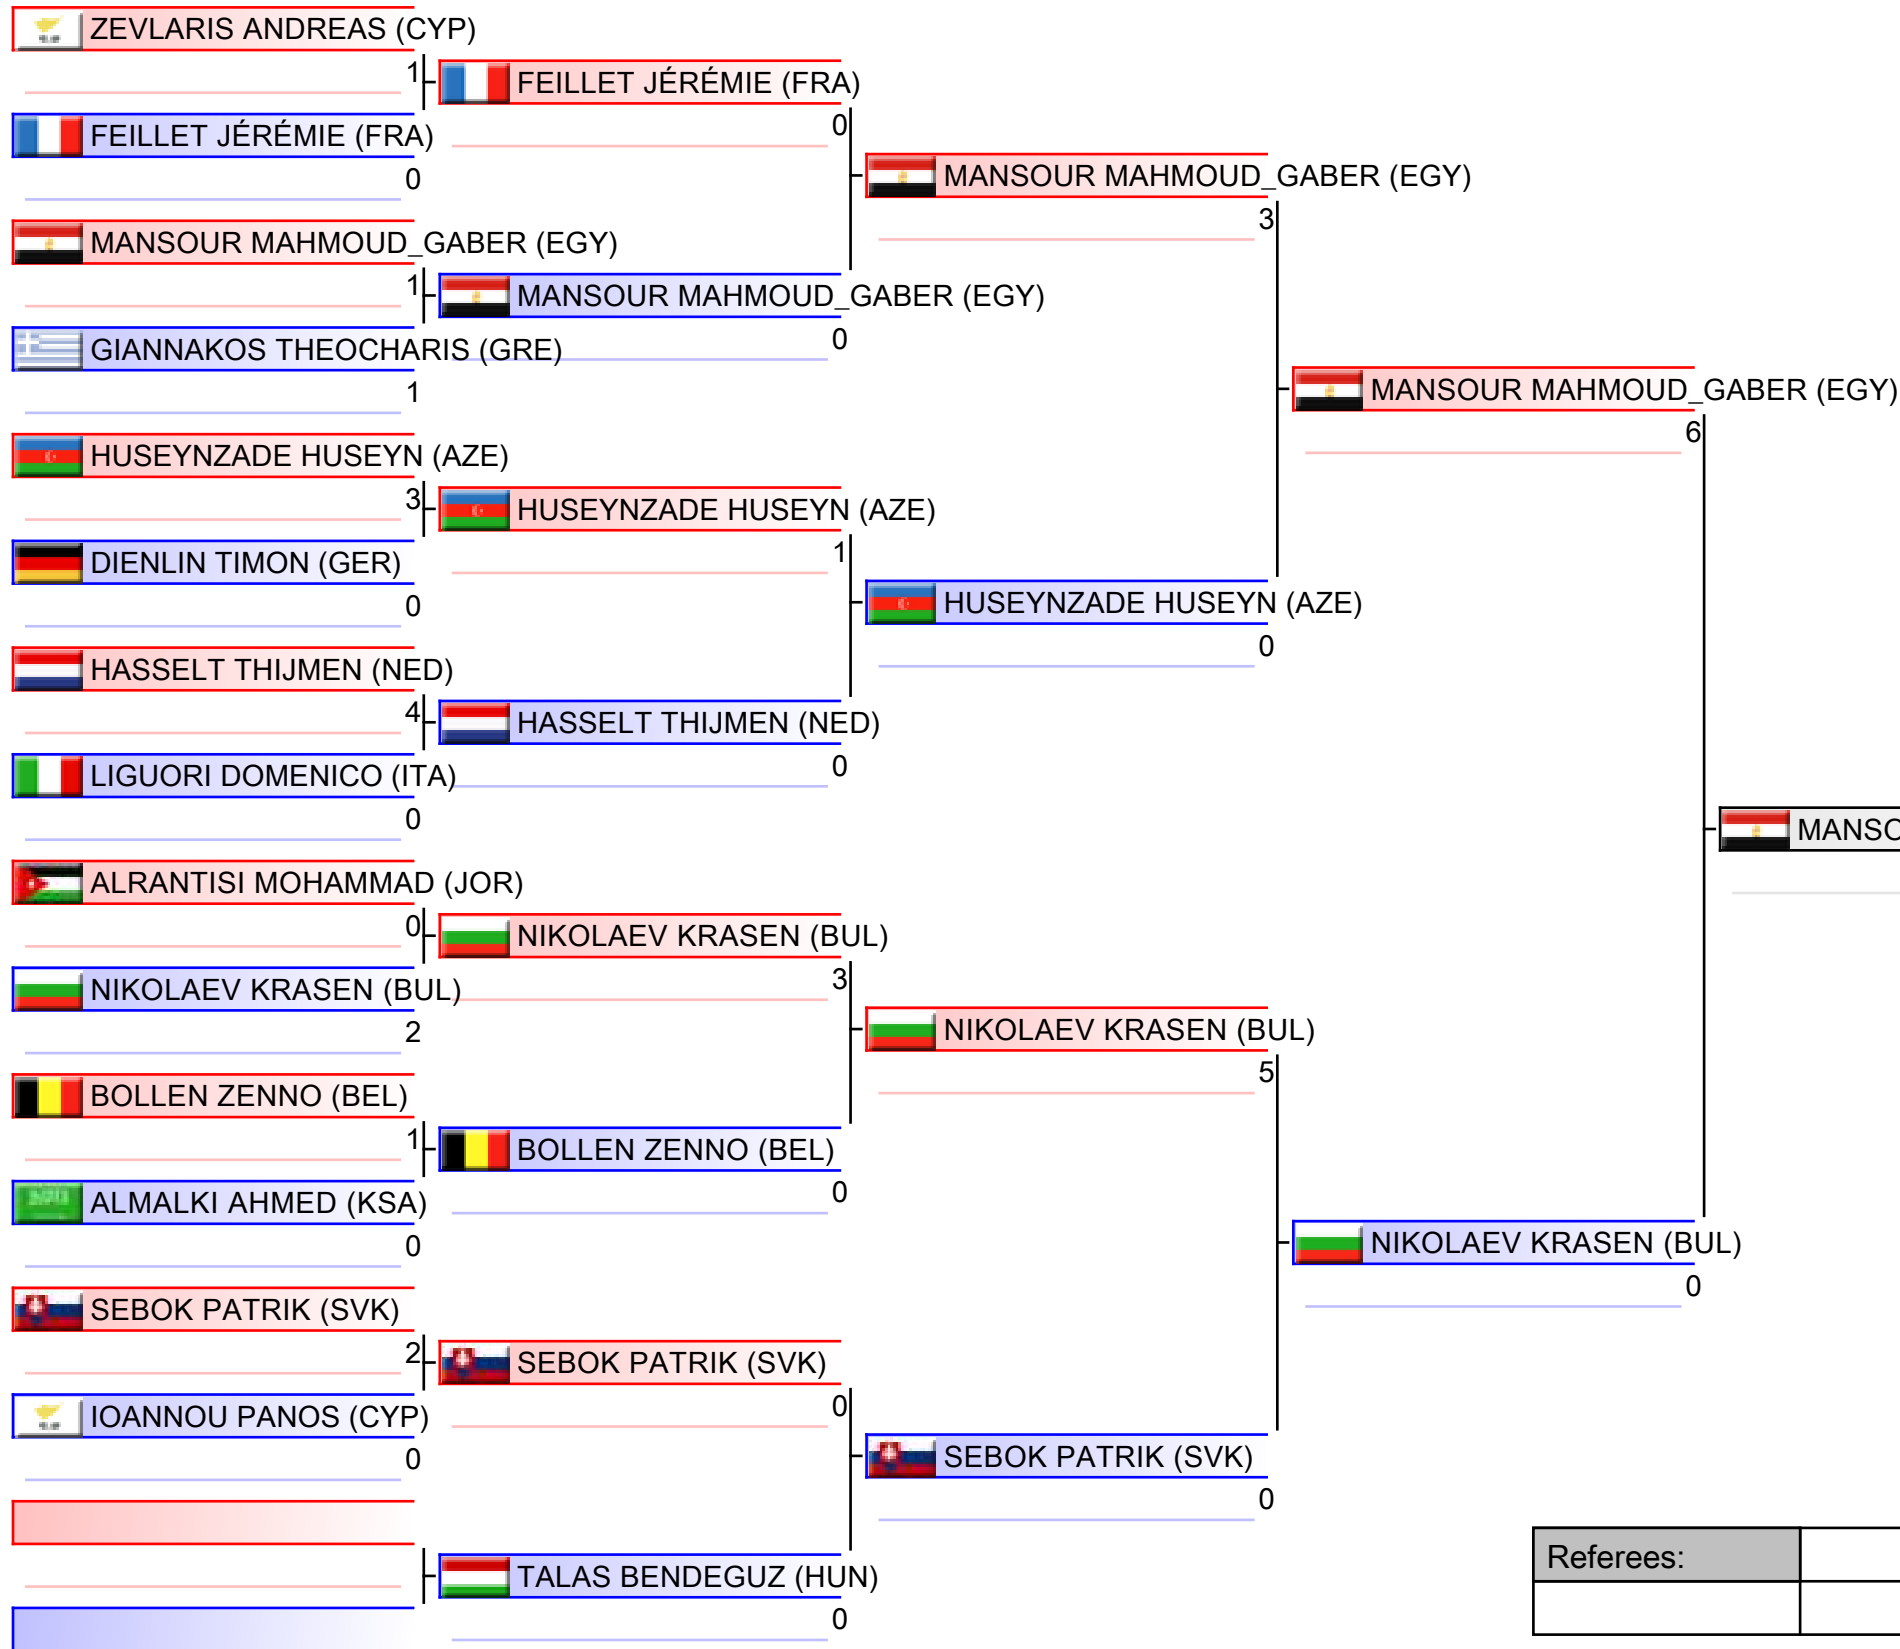 ZEVLARIS ANDREAS (CYP)
1
FEILLET JÉRÉMIE (FRA)
0
MANSOUR MAHMOUD_GABER (EGY)
1
GIANNAKOS THEOCHARIS (GRE)
1
HUSEYNZADE HUSEYN (AZE)
3
DIENLIN TIMON (GER)
0
HASSELT THIJMEN (NED)
4
LIGUORI DOMENICO (ITA)
0
ALRANTISI MOHAMMAD (JOR)
0
NIKOLAEV KRASEN (BUL)
2
BOLLEN ZENNO (BEL)
1
ALMALKI AHMED (KSA)
0
SEBOK PATRIK (SVK)
2
IOANNOU PANOS (CYP)
0
FEILLET JÉRÉMIE (FRA)
0
MANSOUR MAHMOUD_GABER (EGY)
0
HUSEYNZADE HUSEYN (AZE)
1
HASSELT THIJMEN (NED)
0
NIKOLAEV KRASEN (BUL)
3
BOLLEN ZENNO (BEL)
0
SEBOK PATRIK (SVK)
0
TALAS BENDEGUZ (HUN)
0
MANSOUR MAHMOUD_GABER (EGY)
3
HUSEYNZADE HUSEYN (AZE)
0
NIKOLAEV KRASEN (BUL)
5
SEBOK PATRIK (SVK)
0
MANSOUR MAHMOUD_GABER (EGY)
6
NIKOLAEV KRASEN (BUL)
0
Referees: